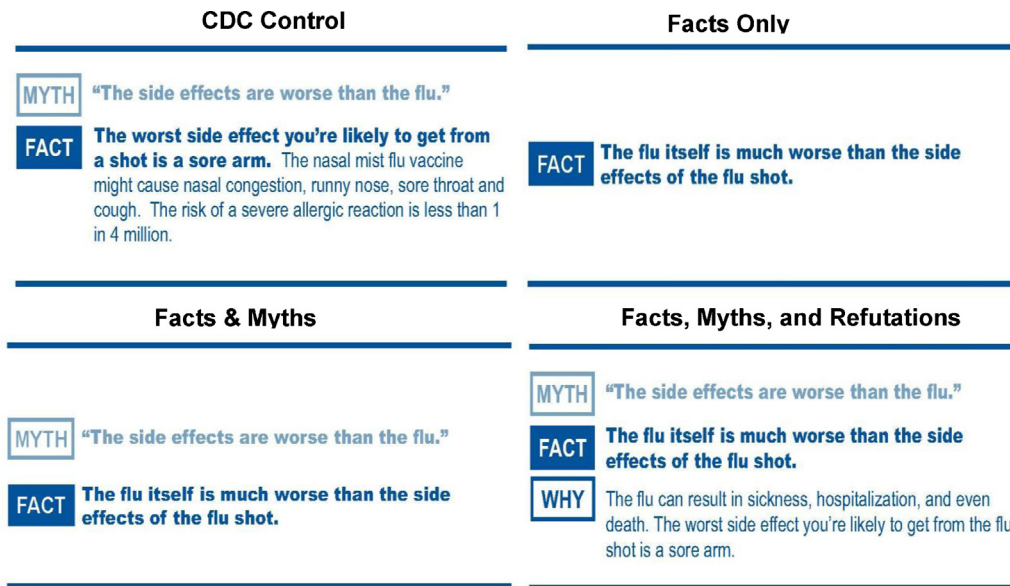 CDC Control
MYTH "The side effects are worse than the flu."
FACT The worst side effect you're likely to get from
a shot is a sore arm. The nasal mist flu vaccine
might cause nasal congestion, runny nose, sore throat and
cough. The risk of a severe allergic reaction is less than 1
in 4 million.
Facts Only
FACT The flu itself is much worse than the side
effects of the flu shot.
Facts & Myths
MYTH "The side effects are worse than the flu."
FACT The flu itself is much worse than the side
effects of the flu shot.
Facts, Myths, and Refutations
MYTH "The side effects are worse than the flu."
FACT The flu itself is much worse than the side
effects of the flu shot.
WHY The flu can result in sickness, hospitalization, and even
death. The worst side effect you're likely to get from the flu
shot is a sore arm.